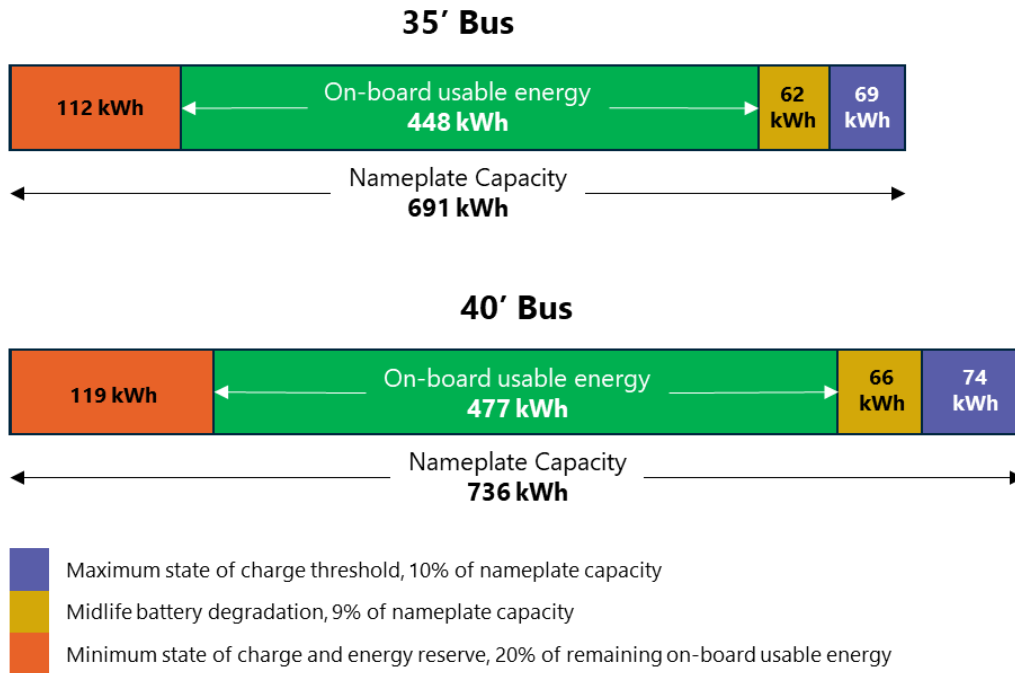 35’ Bus
112 kWh
On-board usable energy
448 kWh
62
kWh
69
kWh
Nameplate Capacity
691 kWh
40’ Bus
119 kWh
On-board usable energy
477 kWh
66
kWh
74
kWh
Nameplate Capacity
736 kWh
Maximum state of charge threshold, 10% of nameplate capacity
Midlife battery degradation, 9% of nameplate capacity
Minimum state of charge and energy reserve, 20% of remaining on-board usable energy